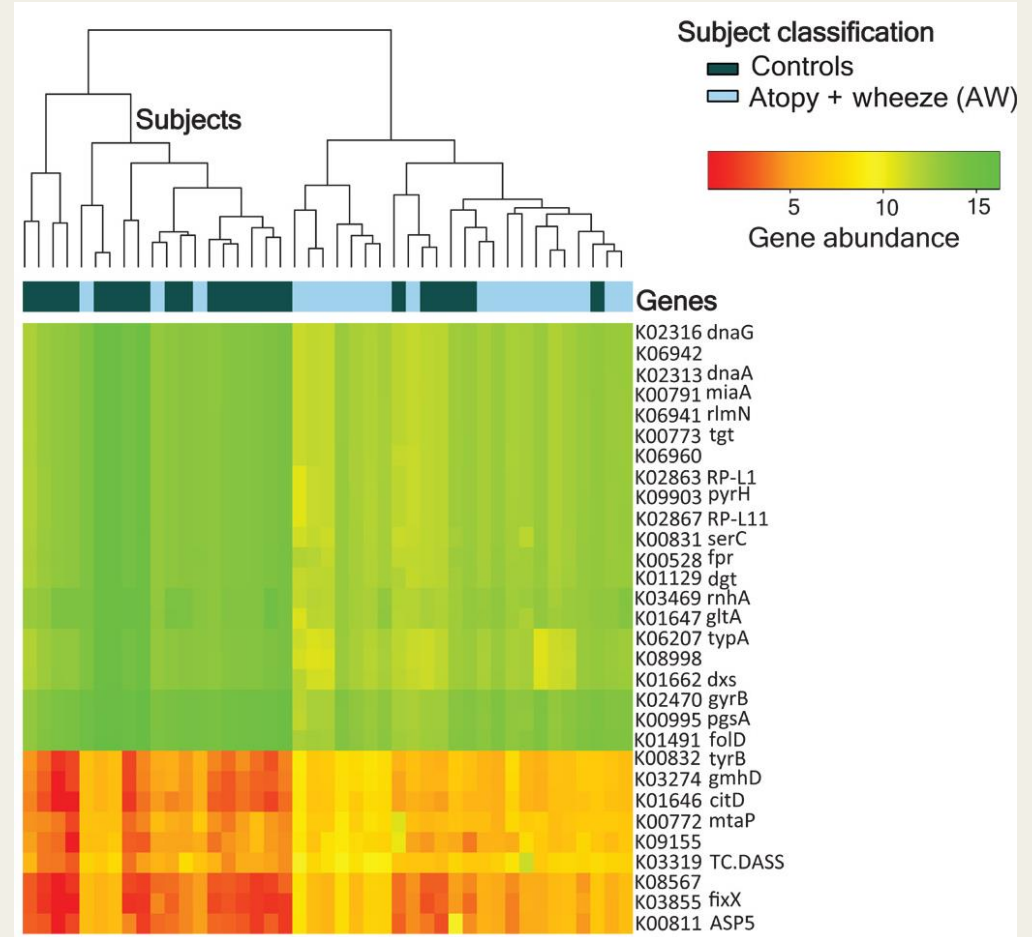 Subject classification
Controls
Atopy + wheeze (AW)
Subjects
5 10 15
Gene abundance
Genes
K02316 dnaG
K06942
K02313 dnaA
K00791 miaA
K06941 rlmN
K00773 tgt
K06960
K02863 RP-L1
K09903 pyrH
K02867 RP-L11
K00831 serC
K00528 fpr
K01129 dgt
K03469 rnhA
K01647 gltA
K06207 typA
K08998
K01662 dxs
K02470 gyrB
K00995 pgsA
K01491 folD
K00832 tyrB
K03274 gmhD
K01646 citD
K00772 mtaP
K09155
K03319 TC.DASS
K08567
K03855 fixX
K00811 ASP5